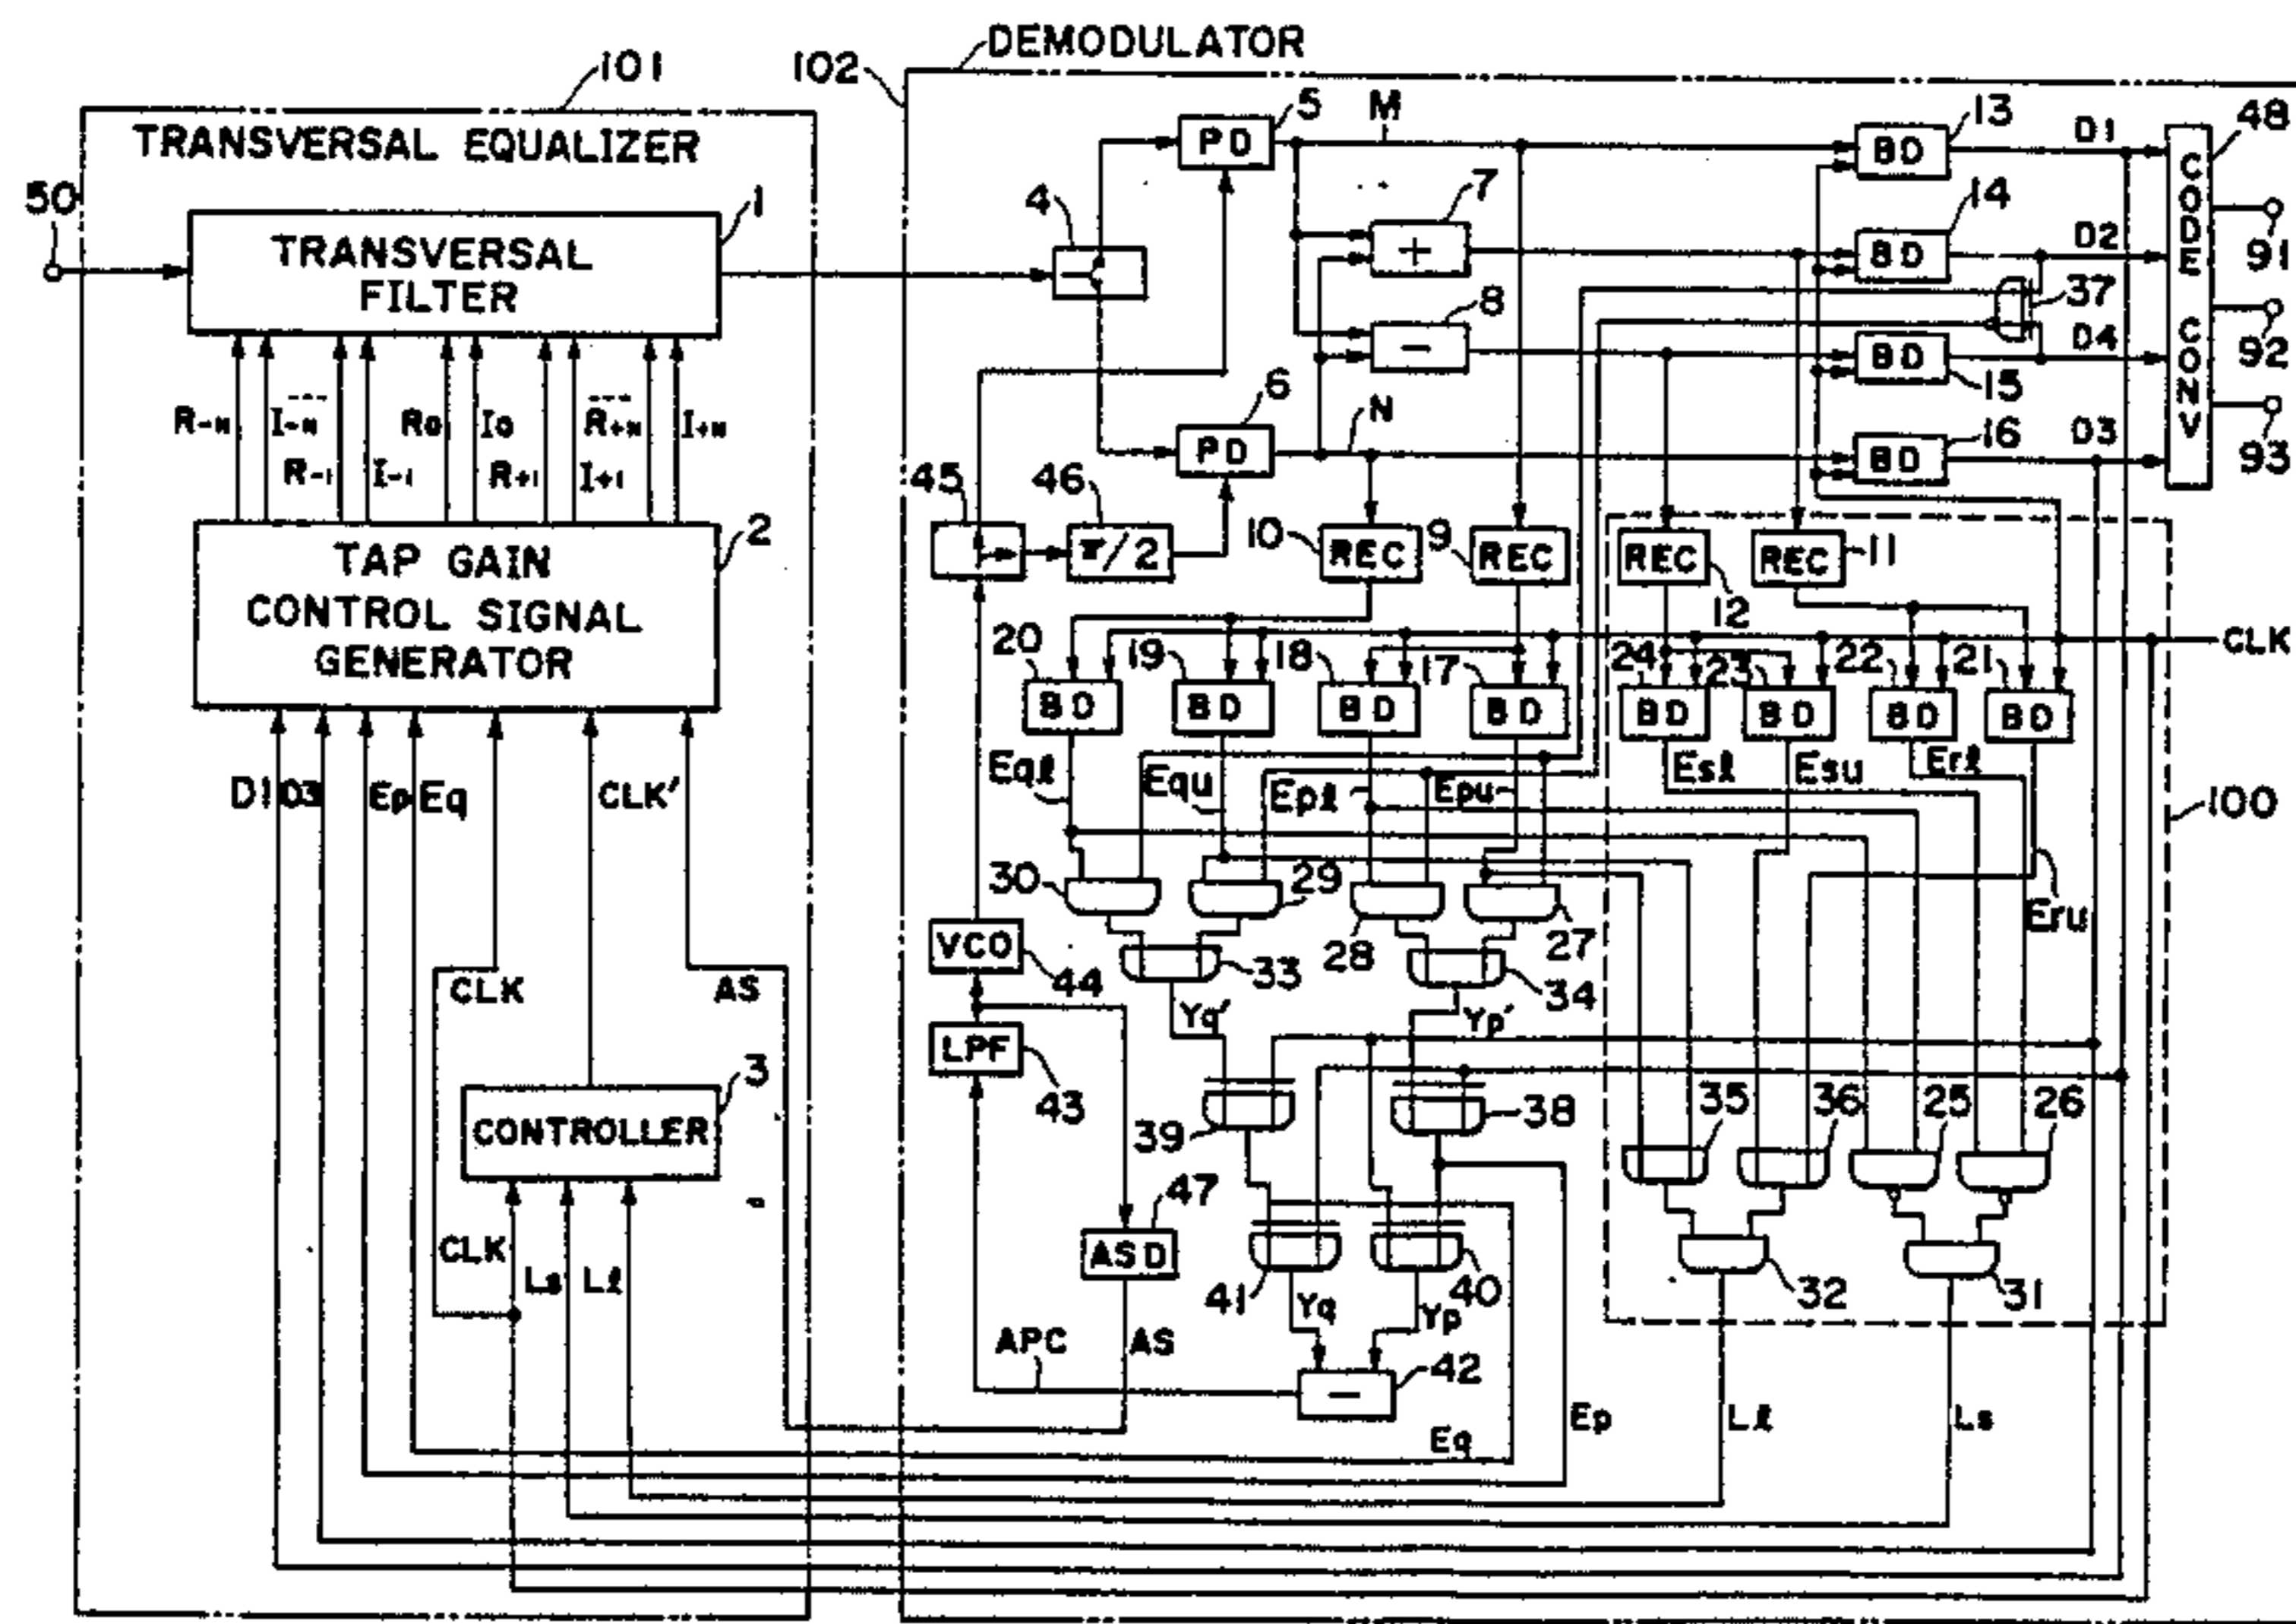 DEMODULATOR
101
102
TRANSVERSAL EQUALIZER
50
1
TRANSVERSAL
FILTER
4
5
PD
M
7
+
8
−
6
PD
N
13
BD
D1
14
BD
D2
37
BD
15
D4
16
BD
D3
48
CODE CONV
91
92
93
R-N
I-N
R-1
I-1
R0
I0
R+1
I+1
R+N
I+N
2
TAP GAIN
CONTROL SIGNAL
GENERATOR
45
46
π/2
10
REC
9
REC
REC
12
REC
11
CLK
20
BD
19
BD
18
BD
17
BD
24
BD
23
BD
22
BD
21
BD
D1
D3
Ep
Eq
CLK'
Eqℓ
Equ
Epℓ
Epu
Esℓ
Esu
Erℓ
Eru
100
30
29
28
27
VCO
44
33
34
CLK
AS
Yq'
Yp'
LPF
43
3
CONTROLLER
39
38
35
36
25
26
47
ASD
CLK
Ls
Lℓ
41
40
Yq
Yp
32
31
APC
AS
42
−
Eq
Ep
Lℓ
Ls